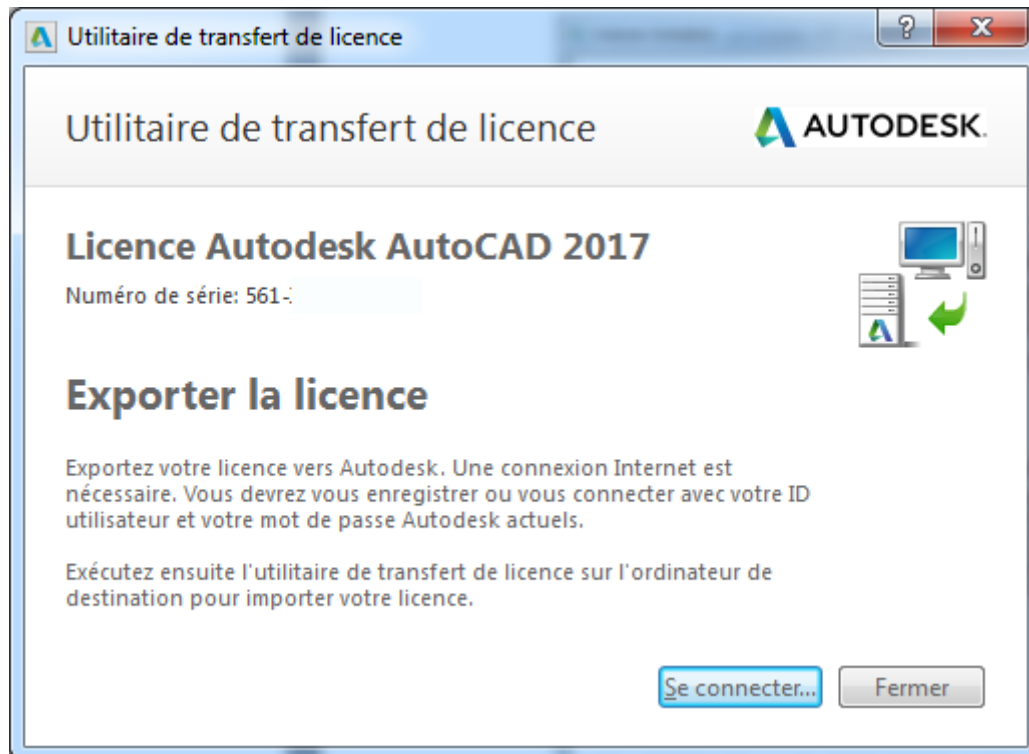 Utilitaire de transfert de licence
Utilitaire de transfert de licence
AUTODESK.
Licence Autodesk AutoCAD 2017
Numéro de série: 561-
Exporter la licence
Exportez votre licence vers Autodesk. Une connexion Internet est
nécessaire. Vous devrez vous enregistrer ou vous connecter avec votre ID
utilisateur et votre mot de passe Autodesk actuels.
Exécutez ensuite l'utilitaire de transfert de licence sur l'ordinateur de
destination pour importer votre licence.
Se connecter...
Fermer